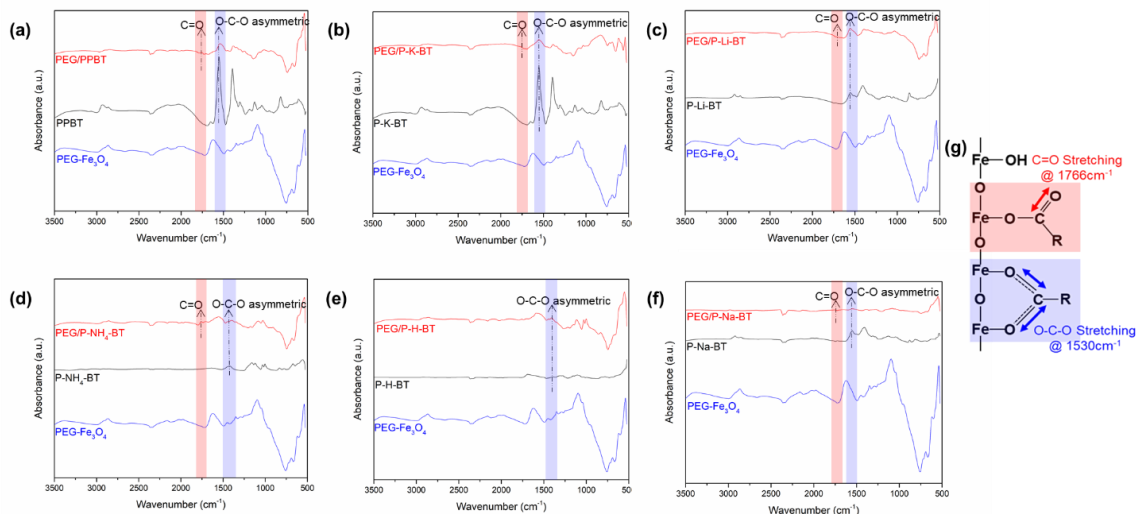 (a)
C=O
O-C-O asymmetric
PEG/PPBT
PPBT
PEG-Fe3O4
Absorbance (a.u.)
3500 3000 2500 2000 1500 1000 500
Wavenumber (cm-1)
(b)
C=O
O-C-O asymmetric
PEG/P-K-BT
P-K-BT
PEG-Fe3O4
Absorbance (a.u.)
3500 3000 2500 2000 1500 1000 500
Wavenumber (cm-1)
(c)
C=O
O-C-O asymmetric
PEG/P-Li-BT
P-Li-BT
PEG-Fe3O4
Absorbance (a.u.)
3500 3000 2500 2000 1500 1000 500
Wavenumber (cm-1)
(d)
C=O
O-C-O asymmetric
PEG/P-NH4-BT
P-NH4-BT
PEG-Fe3O4
Absorbance (a.u.)
3500 3000 2500 2000 1500 1000 500
Wavenumber (cm-1)
(e)
O-C-O asymmetric
PEG/P-H-BT
P-H-BT
PEG-Fe3O4
Absorbance (a.u.)
3500 3000 2500 2000 1500 1000 50
Wavenumber (cm-1)
(f)
C=O
O-C-O asymmetric
PEG/P-Na-BT
P-Na-BT
PEG-Fe3O4
Absorbance (a.u.)
3500 3000 2500 2000 1500 1000 500
Wavenumber (cm-1)
(g)
Fe OH
C=O Stretching
@ 1766cm-1
O
O
Fe O C
R
O
Fe O
O C R
Fe O
O-C-O Stretching
@ 1530cm-1